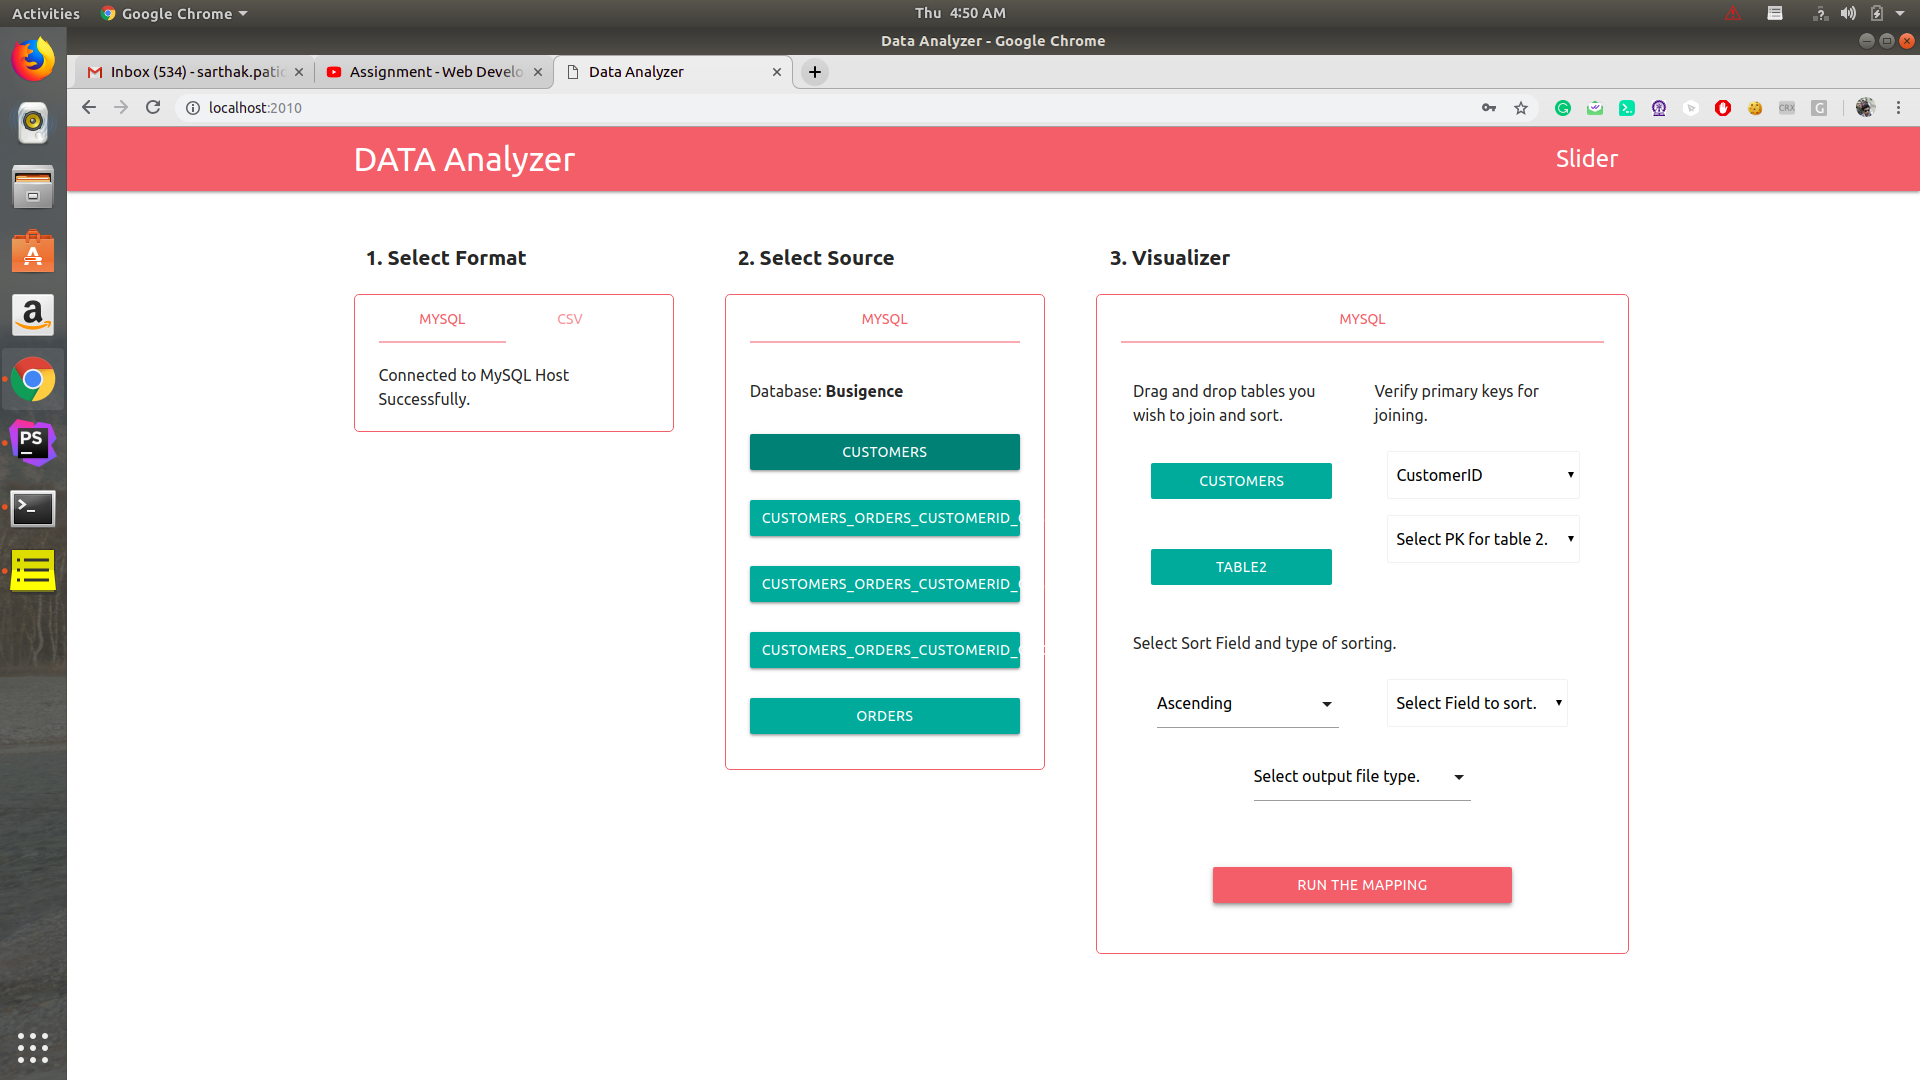 Activities
Google Chrome
Thu 4:50 AM
Data Analyzer - Google Chrome
Inbox (534) - sarthak.patic
Assignment - Web Develo
Data Analyzer
localhost:2010
CRX
DATA Analyzer
Slider
1. Select Format
MYSQL
CSV
Connected to MySQL Host
Successfully.
2. Select Source
MYSQL
Database: Busigence
CUSTOMERS
CUSTOMERS_ORDERS_CUSTOMERID_
CUSTOMERS_ORDERS_CUSTOMERID_
CUSTOMERS_ORDERS_CUSTOMERID_
ORDERS
3. Visualizer
MYSQL
Drag and drop tables you
wish to join and sort.
Verify primary keys for
joining.
CUSTOMERS
CustomerID
Select PK for table 2.
TABLE2
Select Sort Field and type of sorting.
Ascending
Select Field to sort.
Select output file type.
RUN THE MAPPING
PS